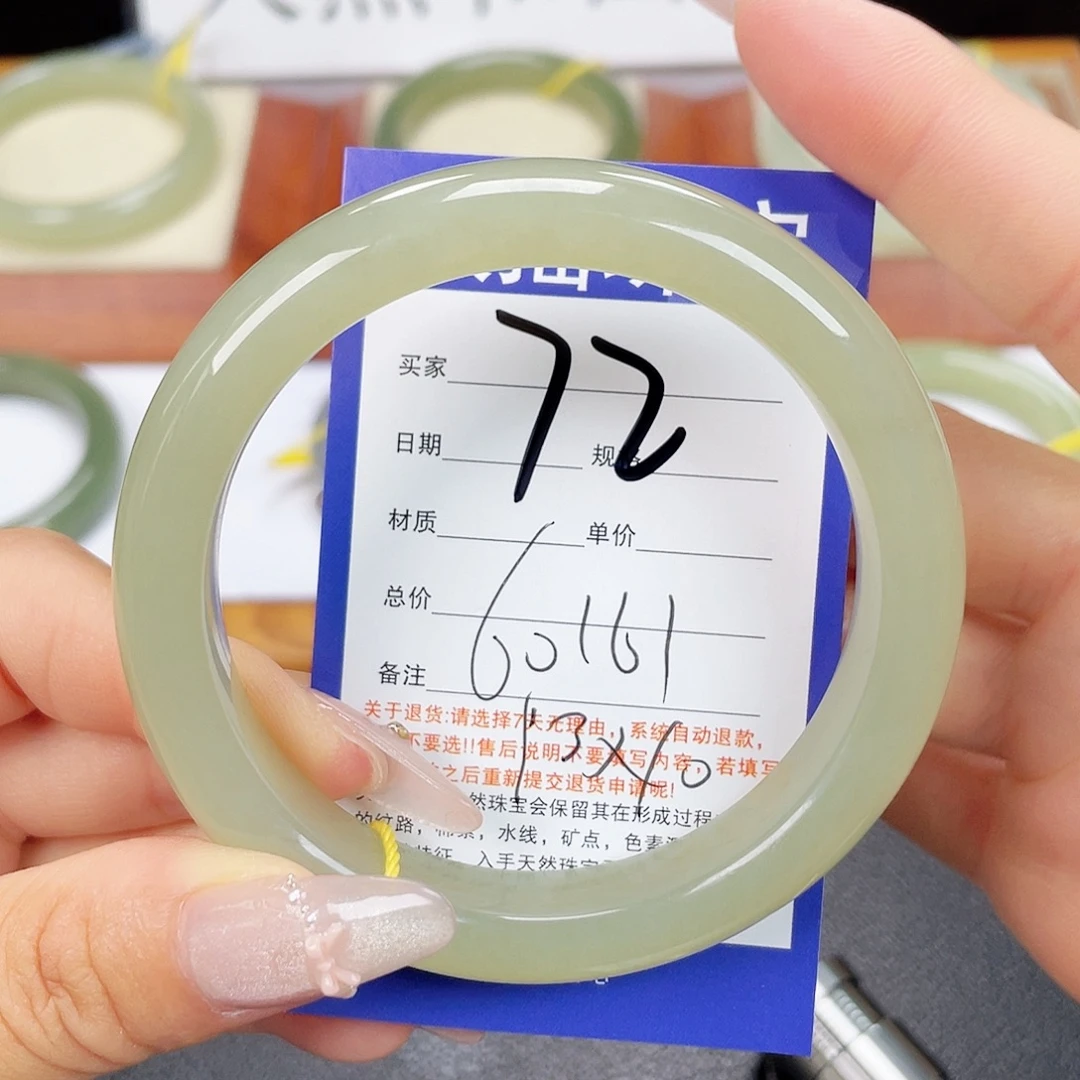 72
买家
日期 规格
材质 单价
总价
60161
备注
13x10
关于退货:请选择7天无理由,系统自动退款,
不要选!!售后说明不要填写内容,若填写
之后重新提交退货申请呢!
然珠宝会保留其在形成过程
的纹路,棉絮,水线,矿点,色素
特征,入手天然珠宝